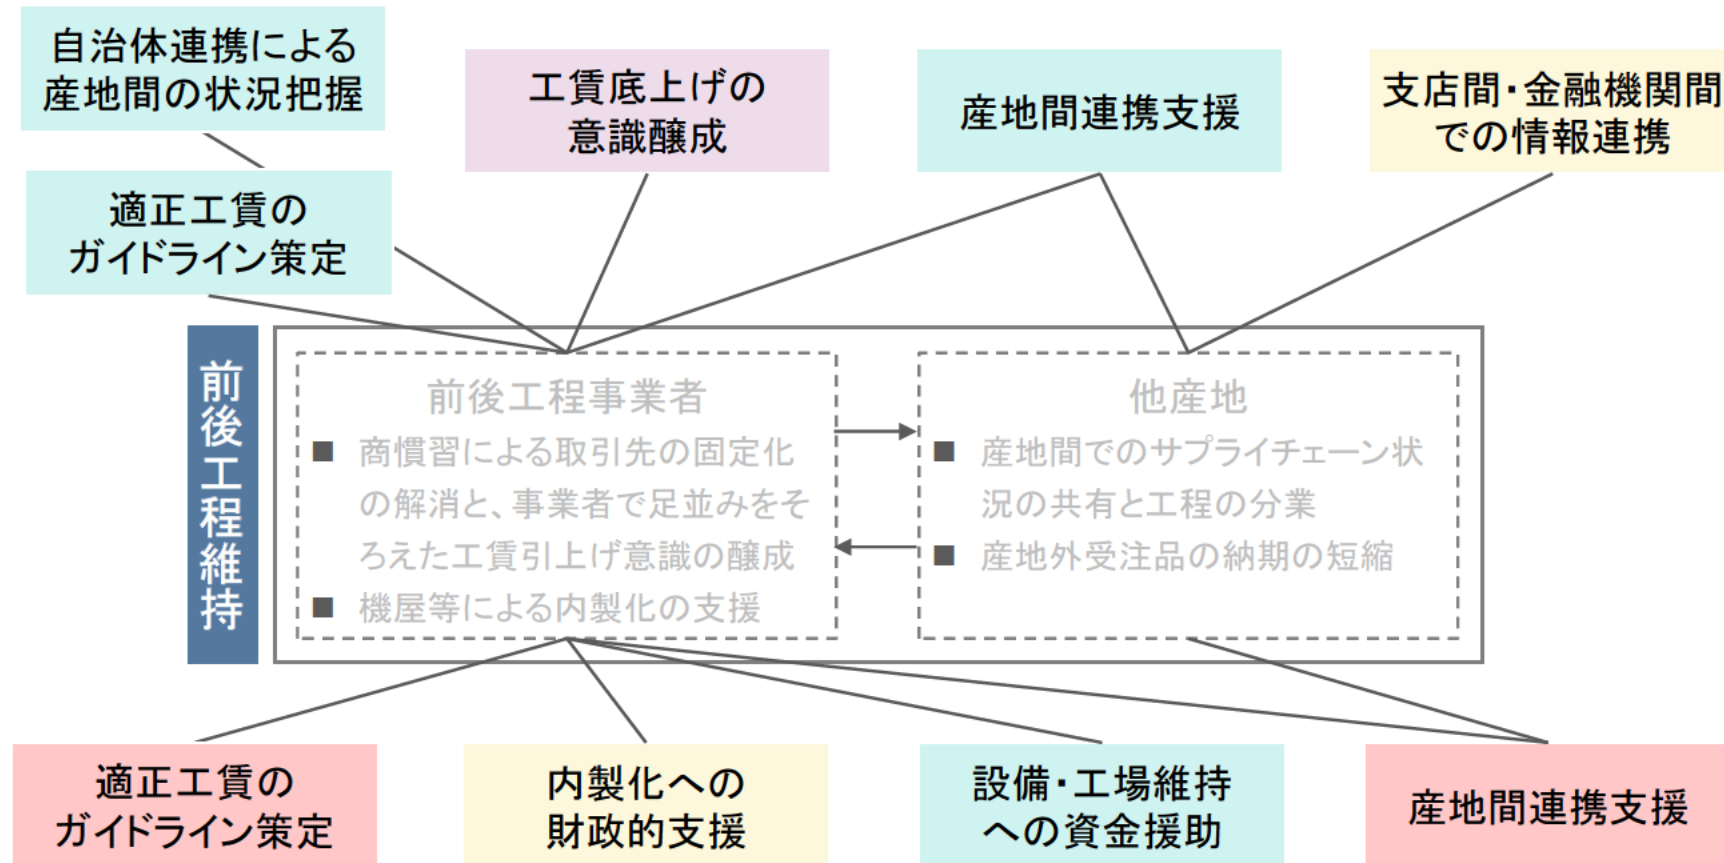 自治体連携による
産地間の状況把握
工賃底上げの
意識醸成
産地間連携支援
支店間・金融機関間
での情報連携
適正工賃の
ガイドライン策定
前後工程維持
前後工程事業者
■ 商慣習による取引先の固定化
の解消と、事業者で足並みをそ
ろえた工賃引上げ意識の醸成
■ 機屋等による内製化の支援
他産地
■ 産地間でのサプライチェーン状
況の共有と工程の分業
■ 産地外受注品の納期の短縮
適正工賃の
ガイドライン策定
内製化への
財政的支援
設備・工場維持
への資金援助
産地間連携支援